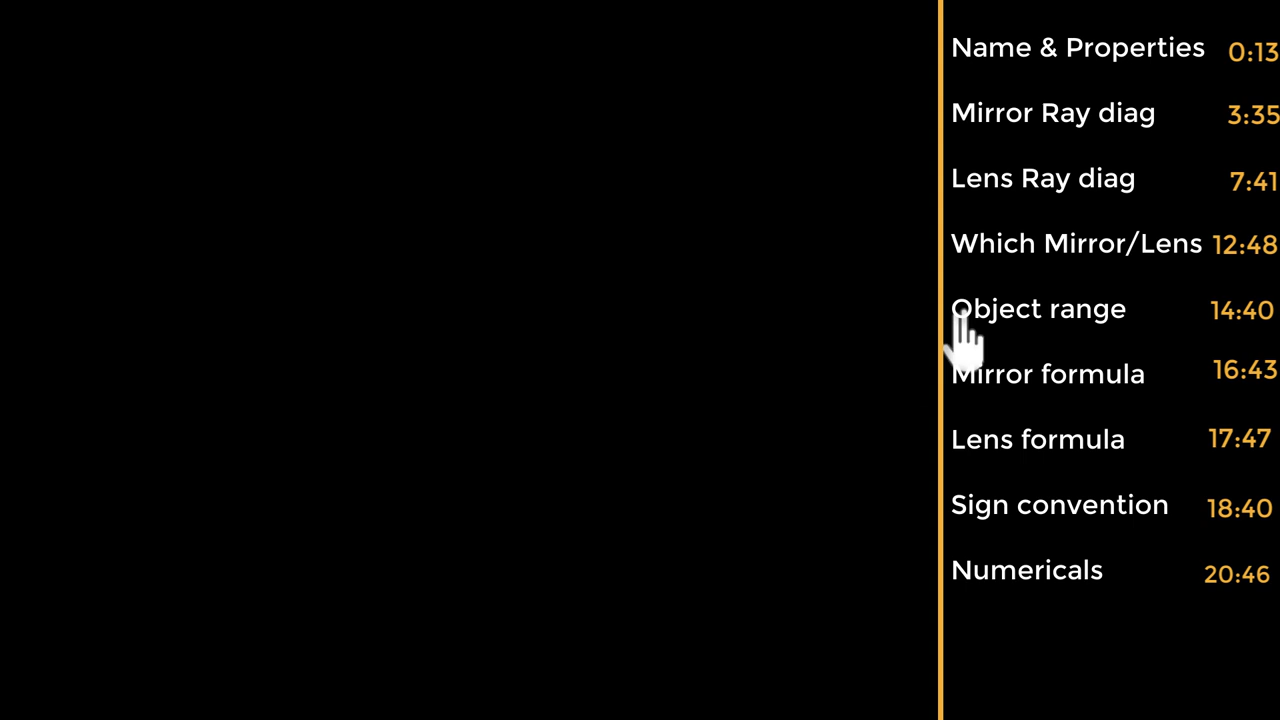 Name & Properties 0:13
Mirror Ray diag 3:35
Lens Ray diag 7:41
Which Mirror/Lens 12:48
Object range 14:40
Mirror formula 16:43
Lens formula 17:47
Sign convention 18:40
Numericals 20:46